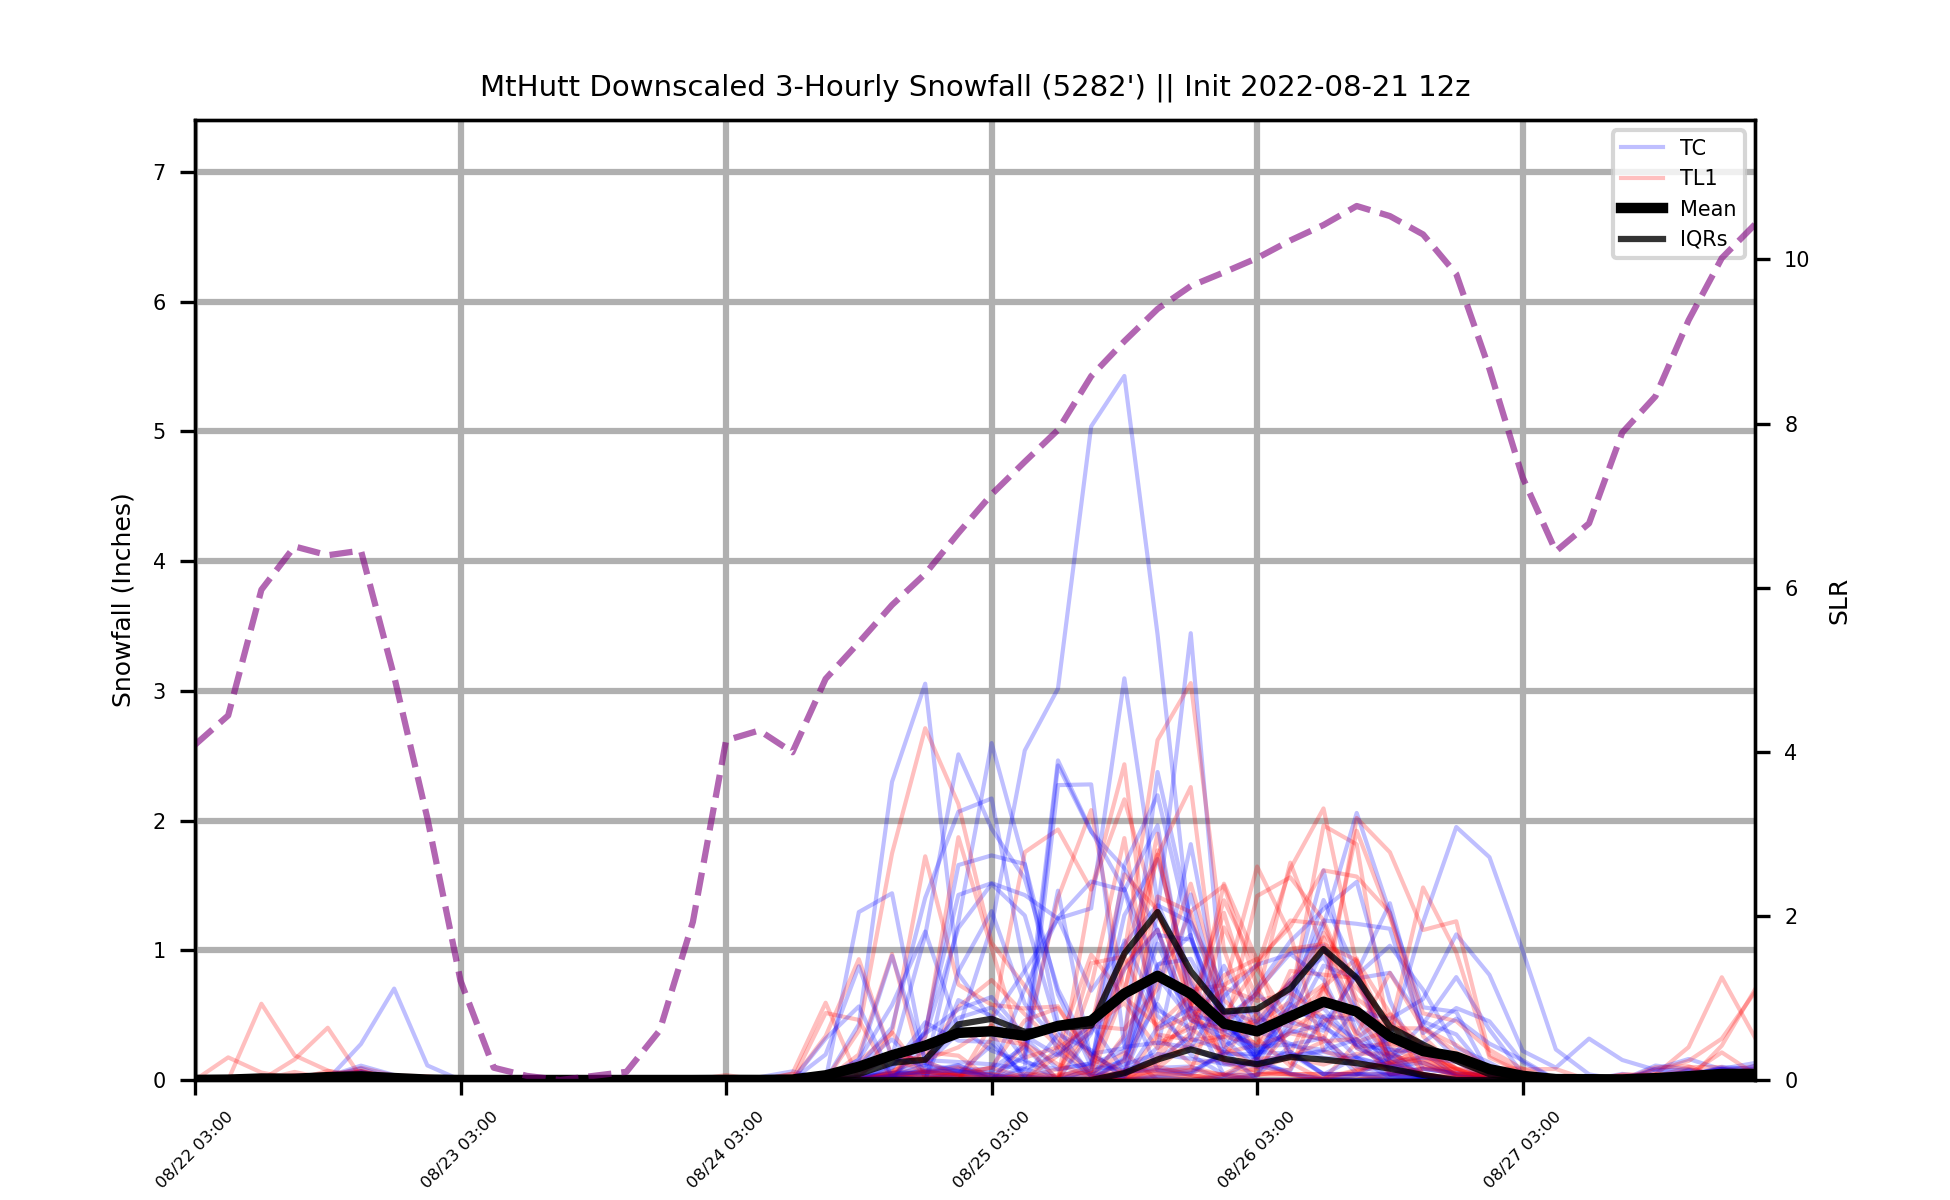 MtHutt Downscaled 3-Hourly Snowfall (5282') || Init 2022-08-21 12z
TC
TL1
Mean
IQRs
Snowfall (Inches)
7
6
5
4
3
2
1
0
10
8
6
4
2
0
SLR
08/22 03:00
08/23 03:00
08/24 03:00
08/25 03:00
08/26 03:00
08/27 03:00